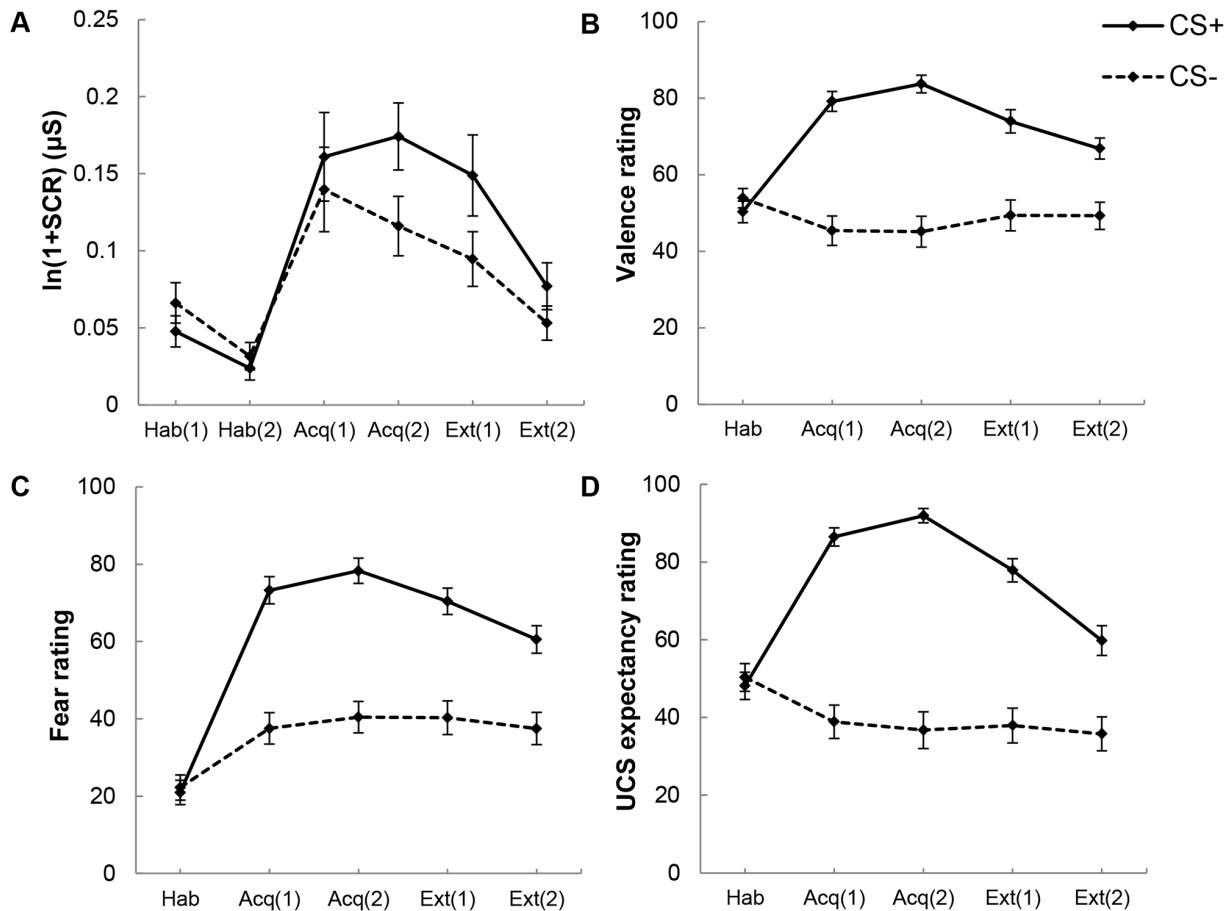 A
ln(1+SCR) (µS)
0.25
0.2
0.15
0.1
0.05
0
Hab(1) Hab(2) Acq(1) Acq(2) Ext(1) Ext(2)
B
Valence rating
100
80
60
40
20
0
Hab Acq(1) Acq(2) Ext(1) Ext(2)
CS+
CS-
C
Fear rating
100
80
60
40
20
0
Hab Acq(1) Acq(2) Ext(1) Ext(2)
D
UCS expectancy rating
100
80
60
40
20
0
Hab Acq(1) Acq(2) Ext(1) Ext(2)